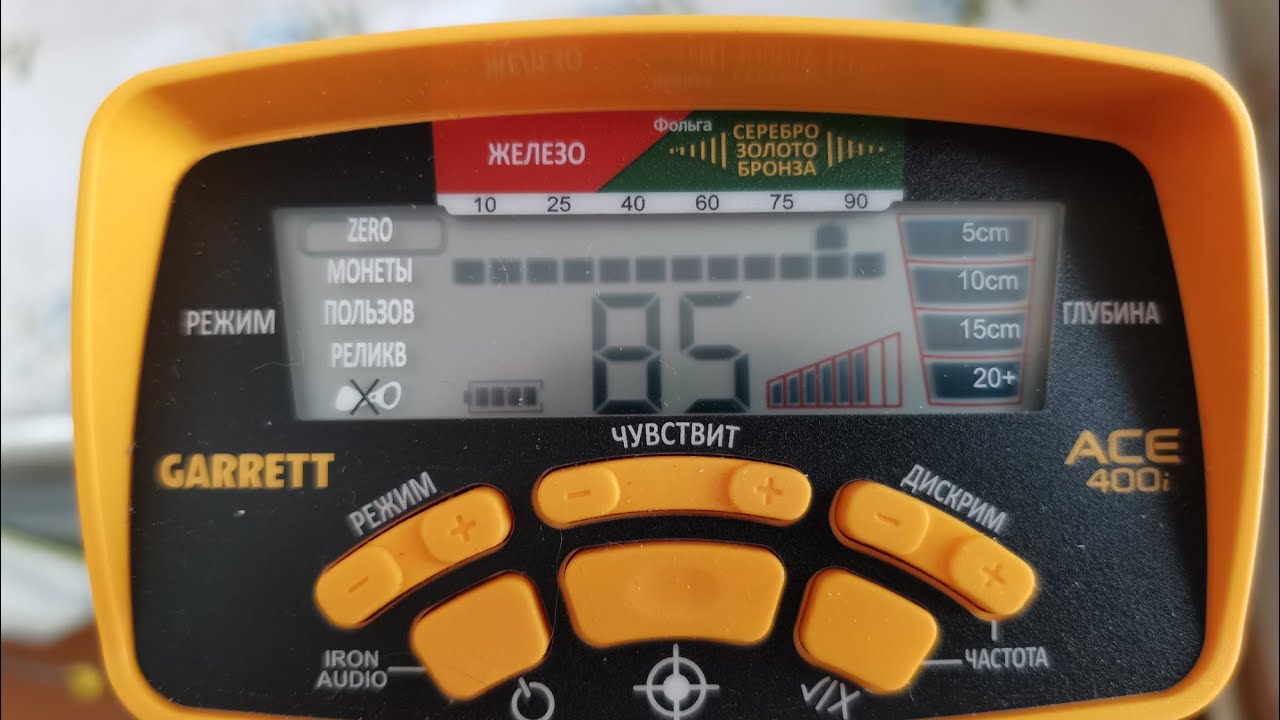 Фольга
ЖЕЛЕЗО
СЕРЕБРО
ЗОЛОТО
БРОНЗА
10 25 40 60 75 90
ZERO
МОНЕТЫ
ПОЛЬЗОВ
РЕЛИКВ
РЕЖИМ
85
5cm
10cm
15cm
20+
ГЛУБИНА
GARRETT
ЧУВСТВИТ
ACE
400i
РЕЖИМ
- +
- +
ДИСКРИМ
- +
IRON
AUDIO
ЧАСТОТА
√/X